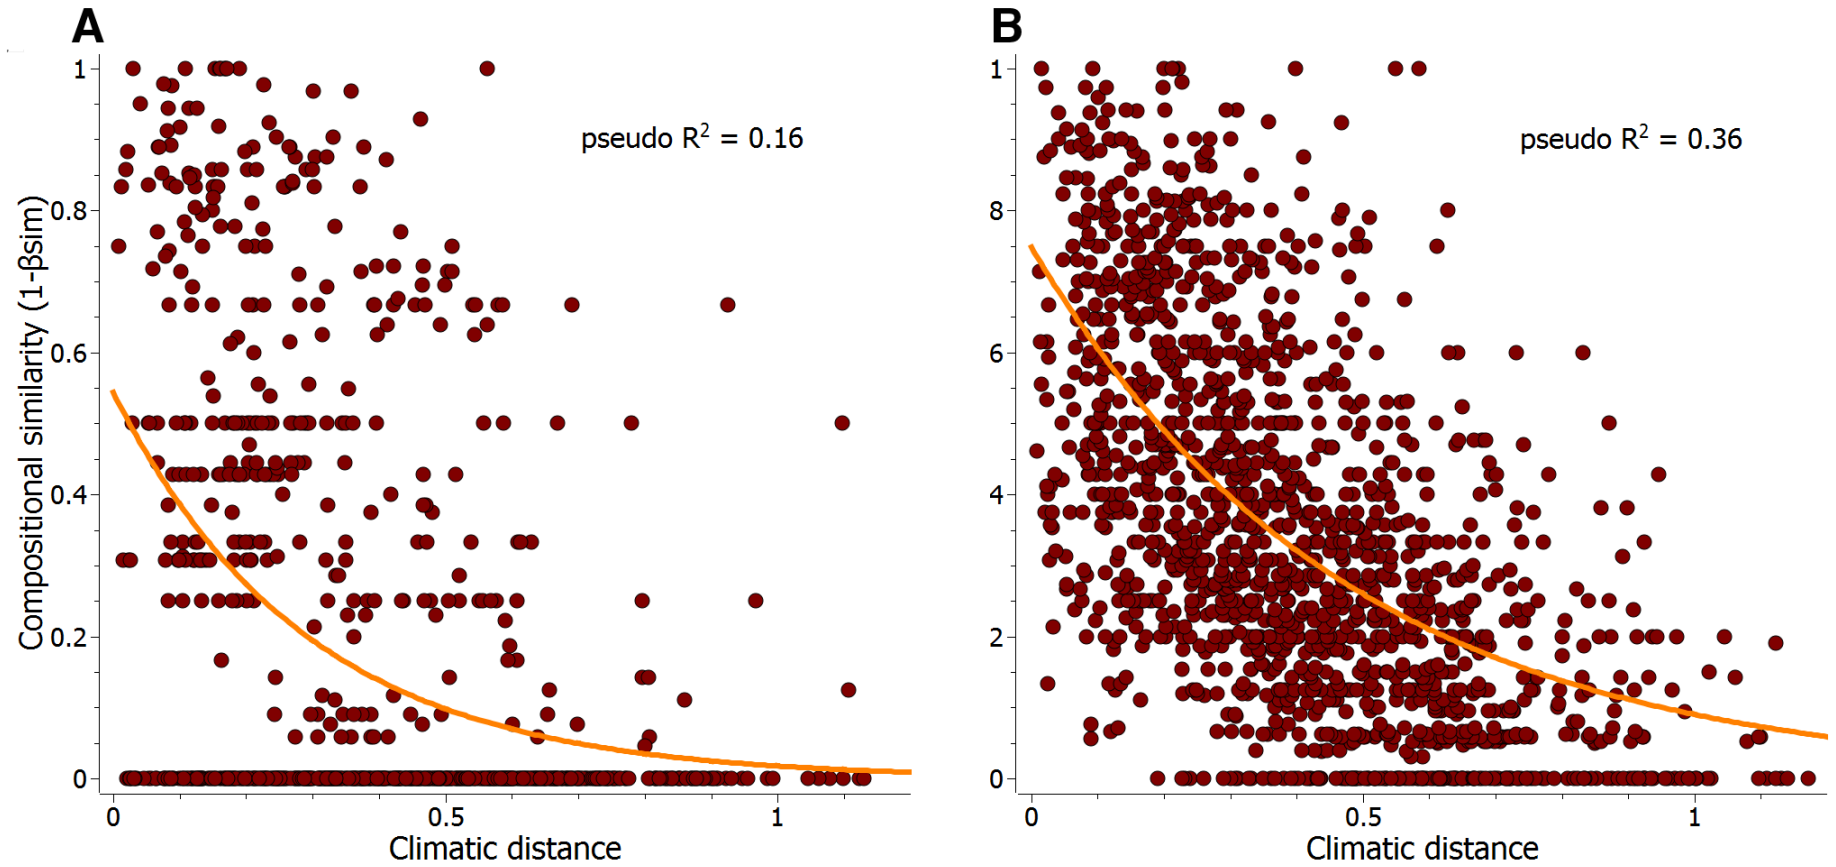 A
B
1
0.8
0.6
0.4
0.2
0
Compositional similarity (1-βsim)
pseudo R² = 0.16
0
0.5
1
Climatic distance
1
8
6
4
2
0
pseudo R² = 0.36
0
0.5
1
Climatic distance